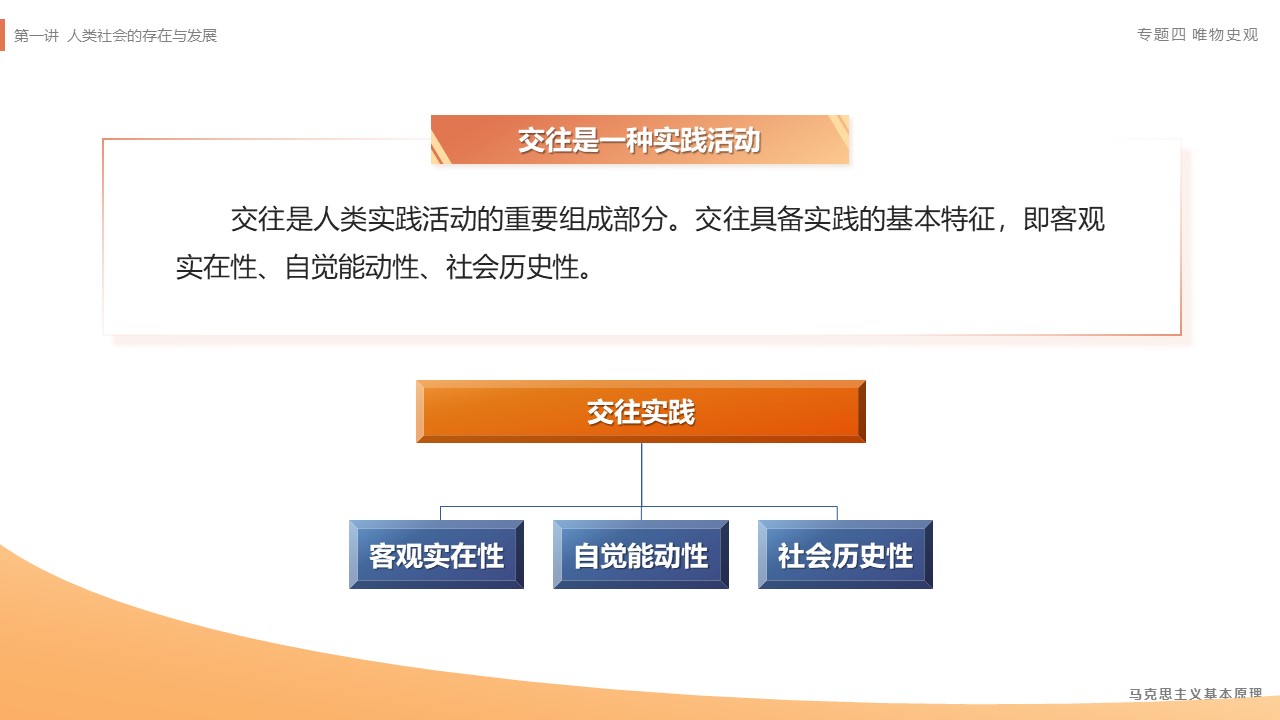 第一讲 人类社会的存在与发展
专题四 唯物史观
交往是一种实践活动
交往是人类实践活动的重要组成部分。交往具备实践的基本特征，即客观
实在性、自觉能动性、社会历史性。
交往实践
客观实在性
自觉能动性
社会历史性
马克思主义基本原理